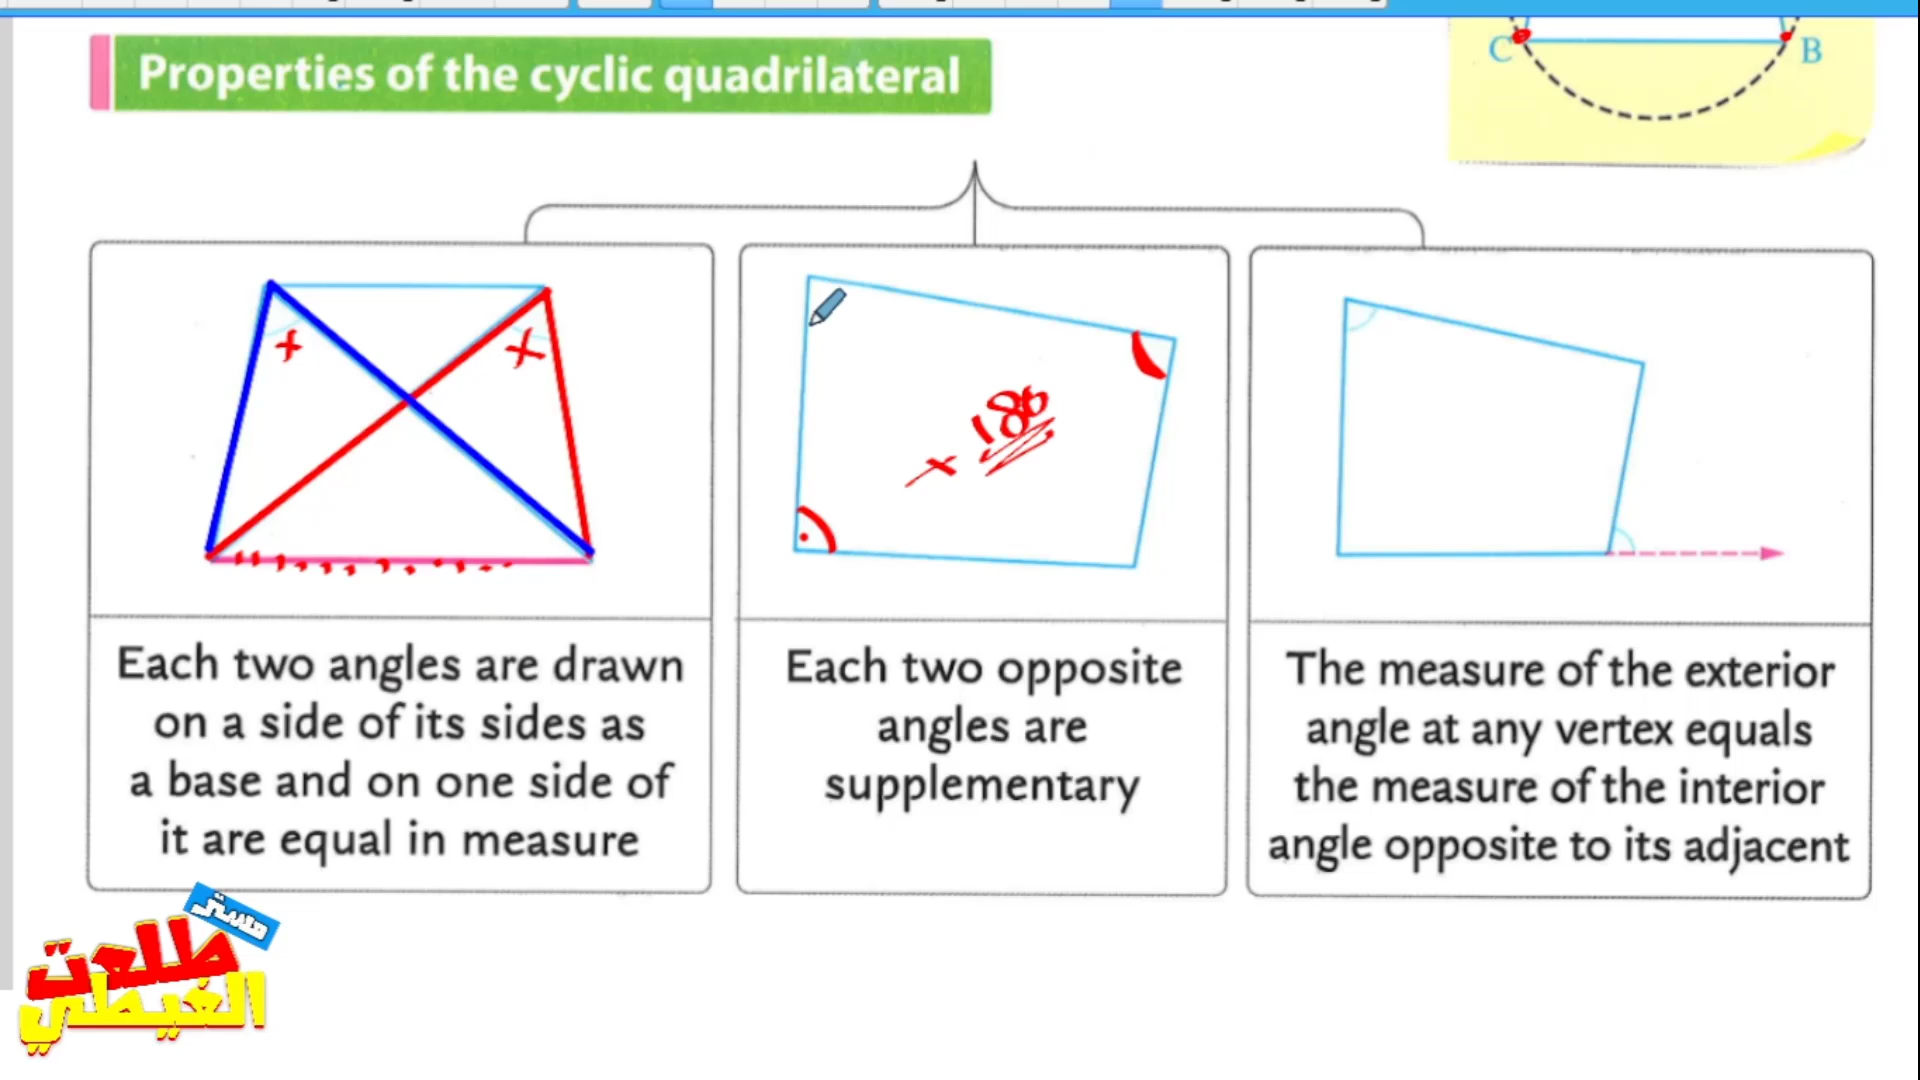 C
B
Properties of the cyclic quadrilateral
x
x
180
Each two angles are drawn
on a side of its sides as
a base and on one side of
it are equal in measure
Each two opposite
angles are
supplementary
The measure of the exterior
angle at any vertex equals
the measure of the interior
angle opposite to its adjacent
مستر
طلعت
الغيطي